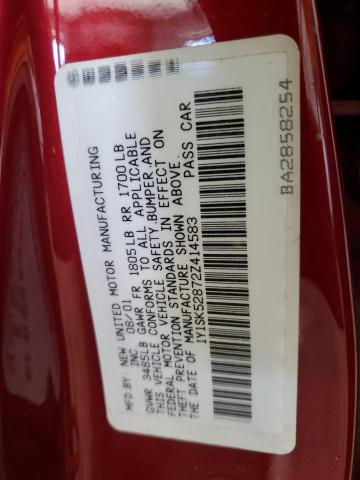 MFD BY NEW UNITED MOTOR MANUFACTURING
INC 08/01
GVWR 3485LB GAWR FR 1805LB RR 1700LB
THIS VEHICLE CONFORMS TO ALL APPLICABLE
FEDERAL MOTOR VEHICLE SAFETY,BUMPER,AND
THEFT PREVENTION STANDARDS IN EFFECT ON
THE DATE OF MANUFACTURE SHOWN ABOVE.
1Y1SK52872Z414583 PASS CAR
BA2858254